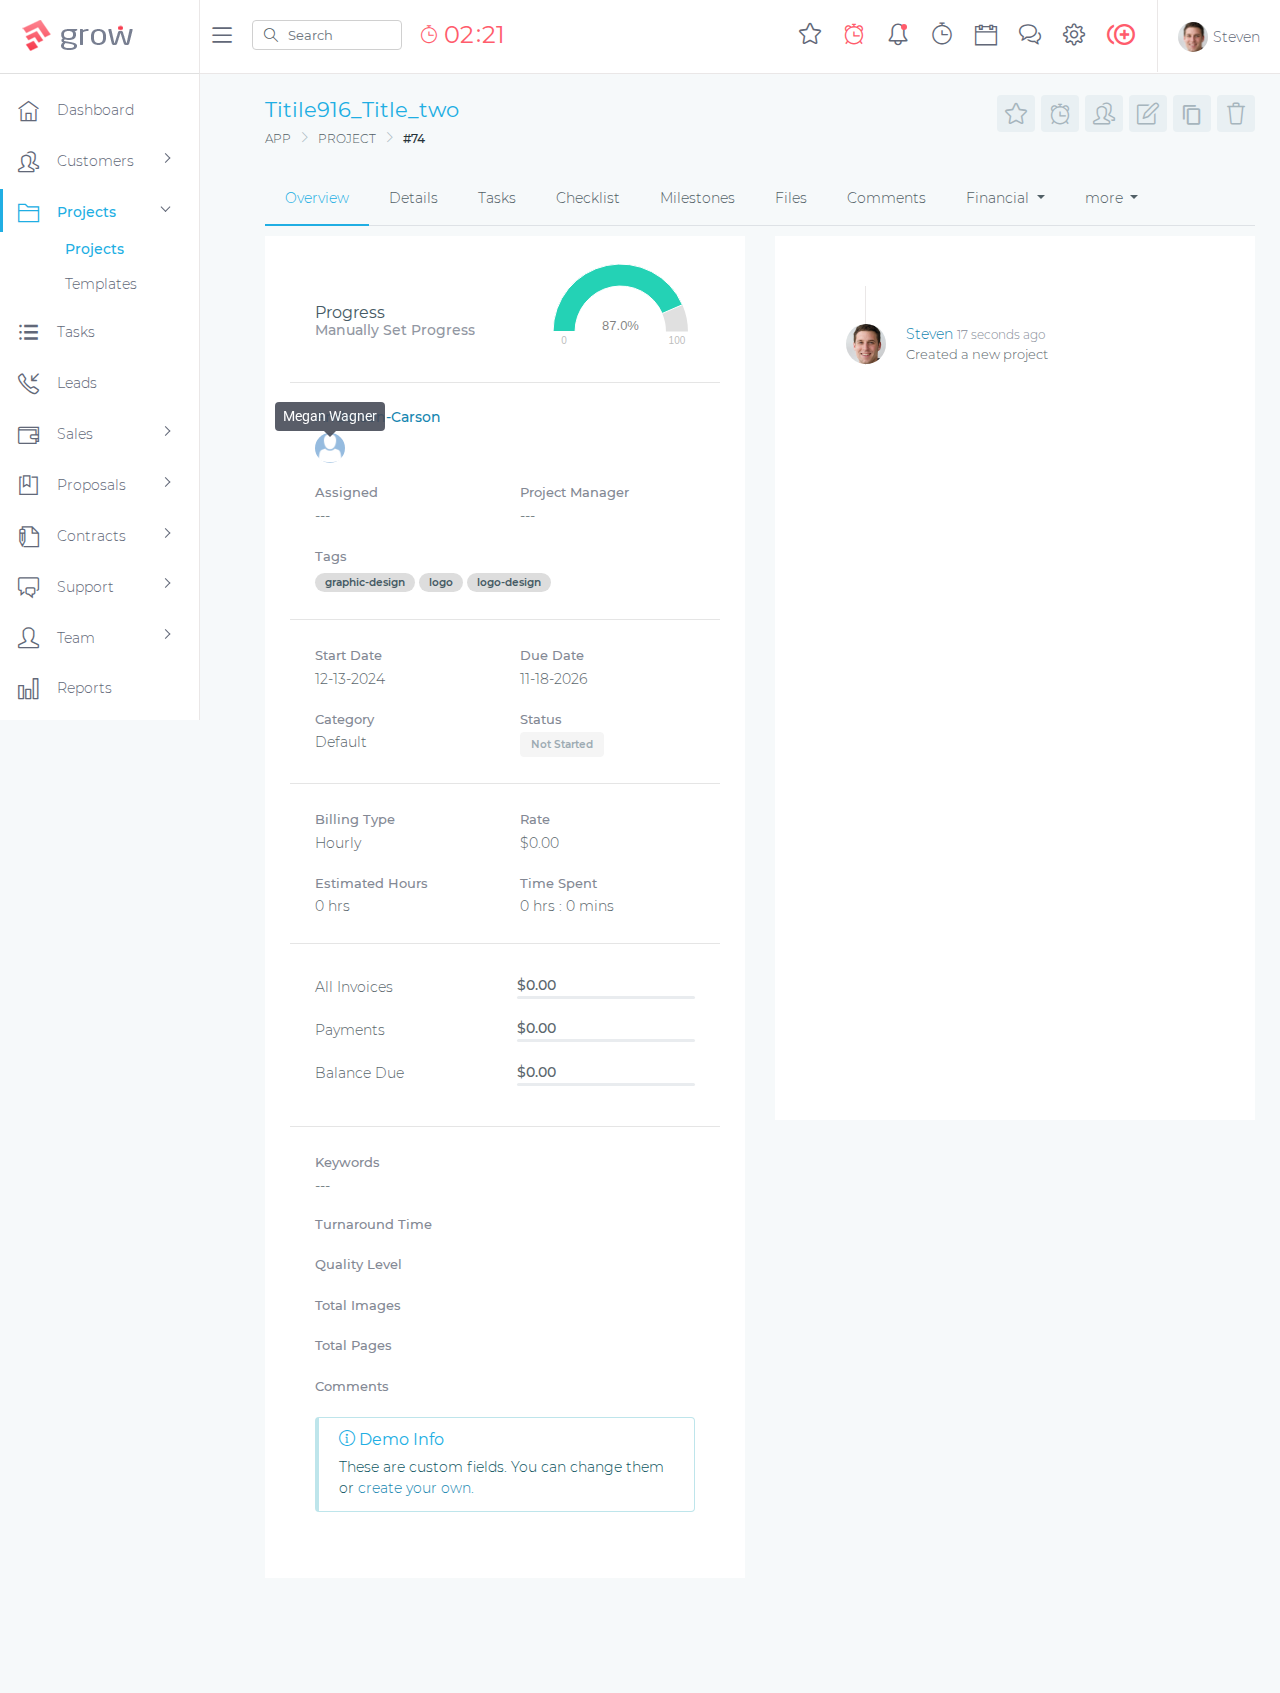 grow
Search
02:21
Steven
Dashboard
Customers
Projects
Projects
Templates
Tasks
Leads
Sales
Proposals
Contracts
Support
Team
Reports
Titile916_Title_two
APP
PROJECT
#74
Overview
Details
Tasks
Checklist
Milestones
Files
Comments
Financial
more
Progress
Manually Set Progress
87.0%
0
100
-Carson
Megan Wagner
Assigned
---
Project Manager
---
Tags
graphic-design
logo
logo-design
Start Date
12-13-2024
Due Date
11-18-2026
Category
Default
Status
Not Started
Billing Type
Hourly
Rate
$0.00
Estimated Hours
0 hrs
Time Spent
0 hrs : 0 mins
All Invoices
$0.00
Payments
$0.00
Balance Due
$0.00
Keywords
---
Turnaround Time
Quality Level
Total Images
Total Pages
Comments
Demo Info
These are custom fields. You can change them
or create your own.
Steven 17 seconds ago
Created a new project